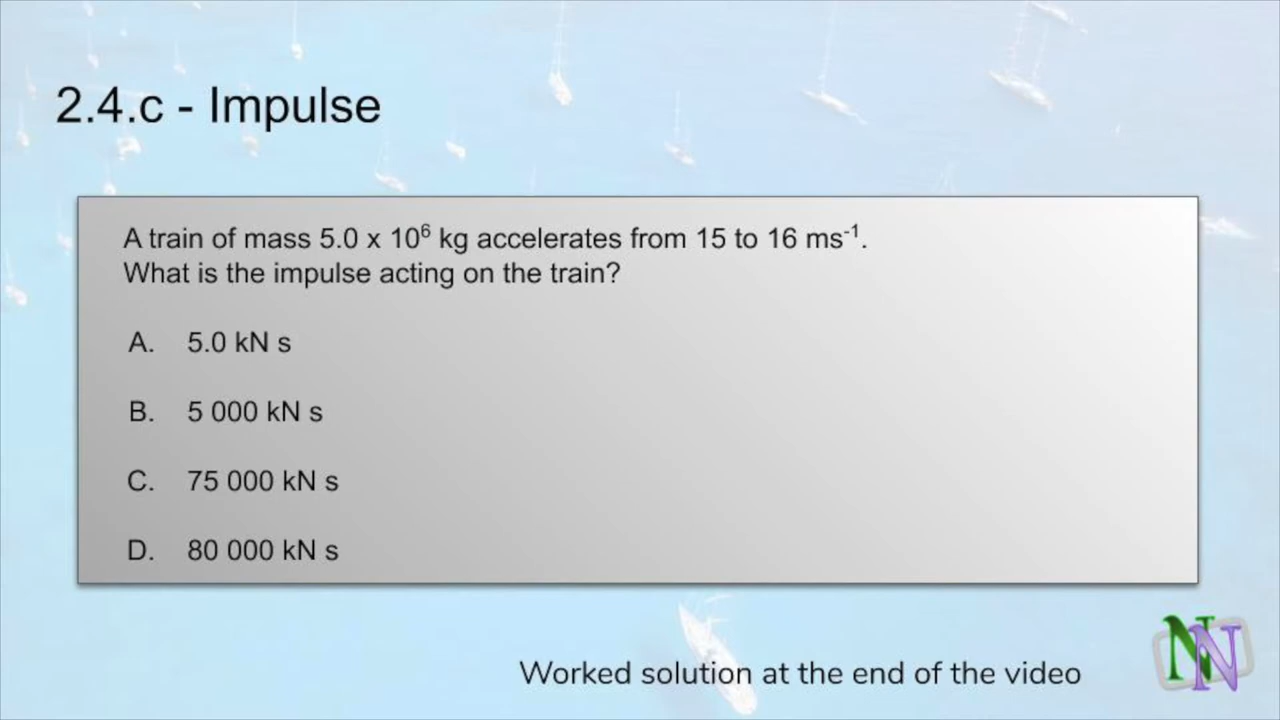 2.4.c - Impulse
A train of mass 5.0 x 10⁶ kg accelerates from 15 to 16 ms⁻¹.
What is the impulse acting on the train?
A. 5.0 kN s
B. 5 000 kN s
C. 75 000 kN s
D. 80 000 kN s
Worked solution at the end of the video
NN